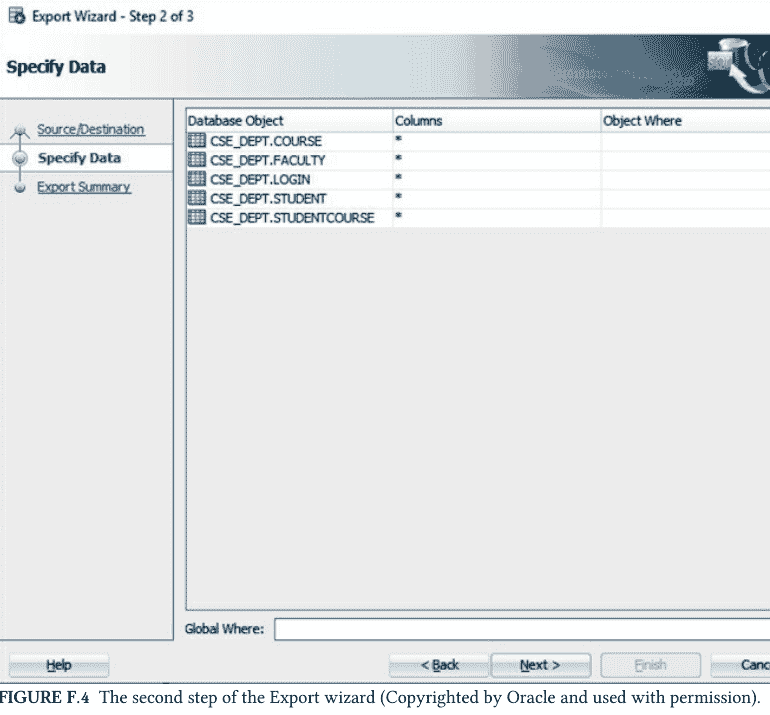 Export Wizard - Step 2 of 3
Specify Data
Source/Destination
Specify Data
Export Summary
Database Object Columns Object Where
CSE_DEPT.COURSE *
CSE_DEPT.FACULTY *
CSE_DEPT.LOGIN *
CSE_DEPT.STUDENT *
CSE_DEPT.STUDENTCOURSE *
Global Where:
Help < Back Next > Finish Canc
FIGURE F.4 The second step of the Export wizard (Copyrighted by Oracle and used with permission).